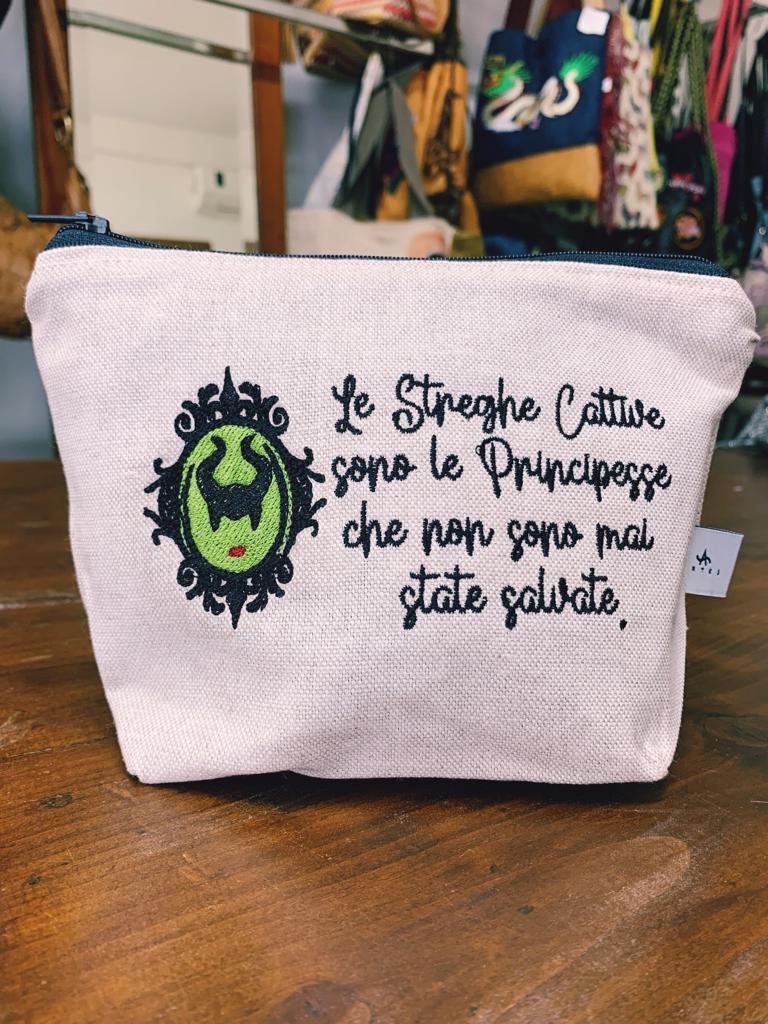 Le Streghe Cattive
sono le Principesse
che non sono mai
state salvate.